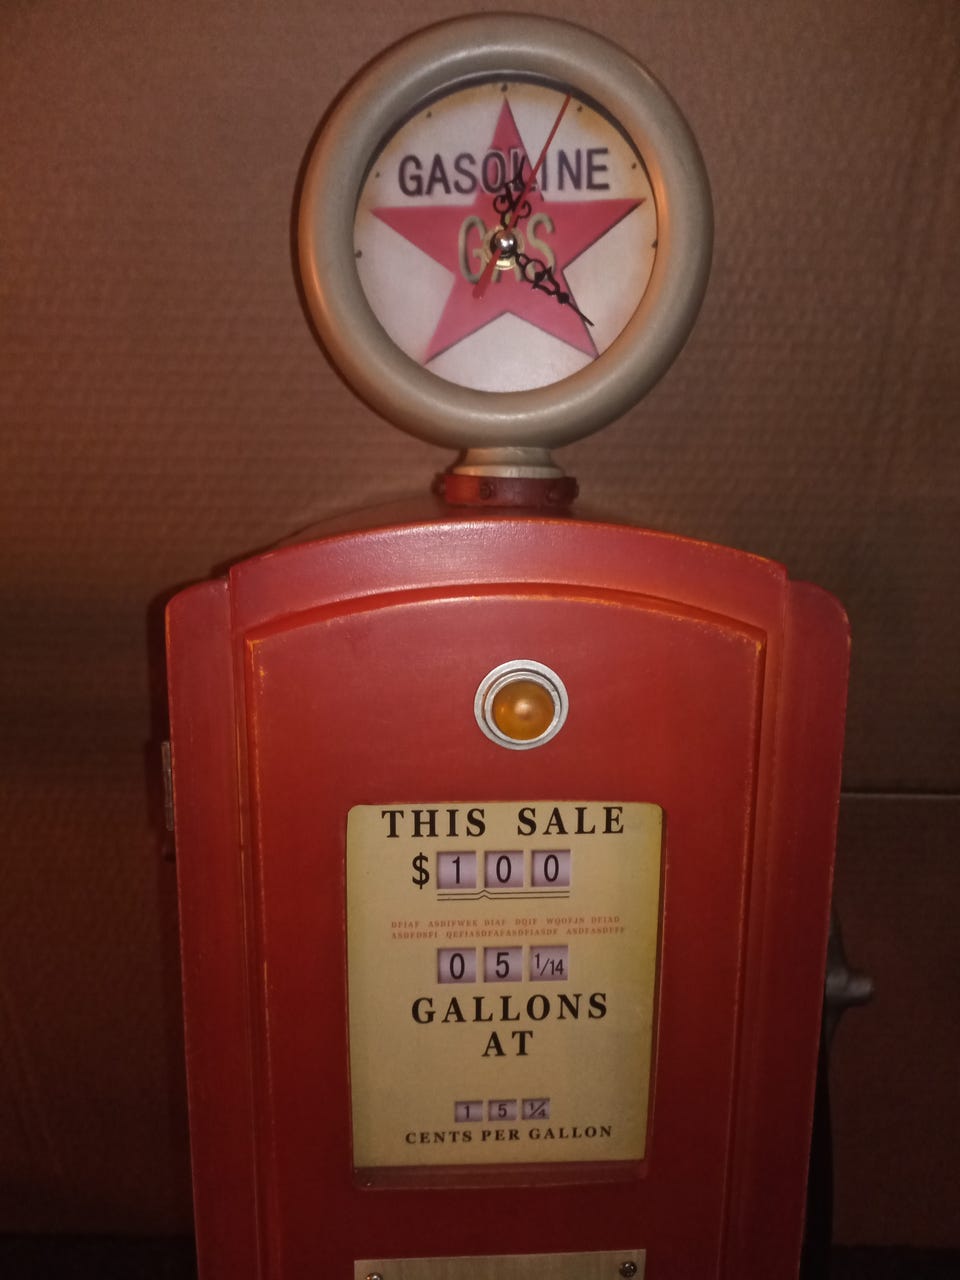 GASOLINE
GAS
THIS SALE
$100
05 1/14
GALLONS
AT
15 1/4
CENTS PER GALLON